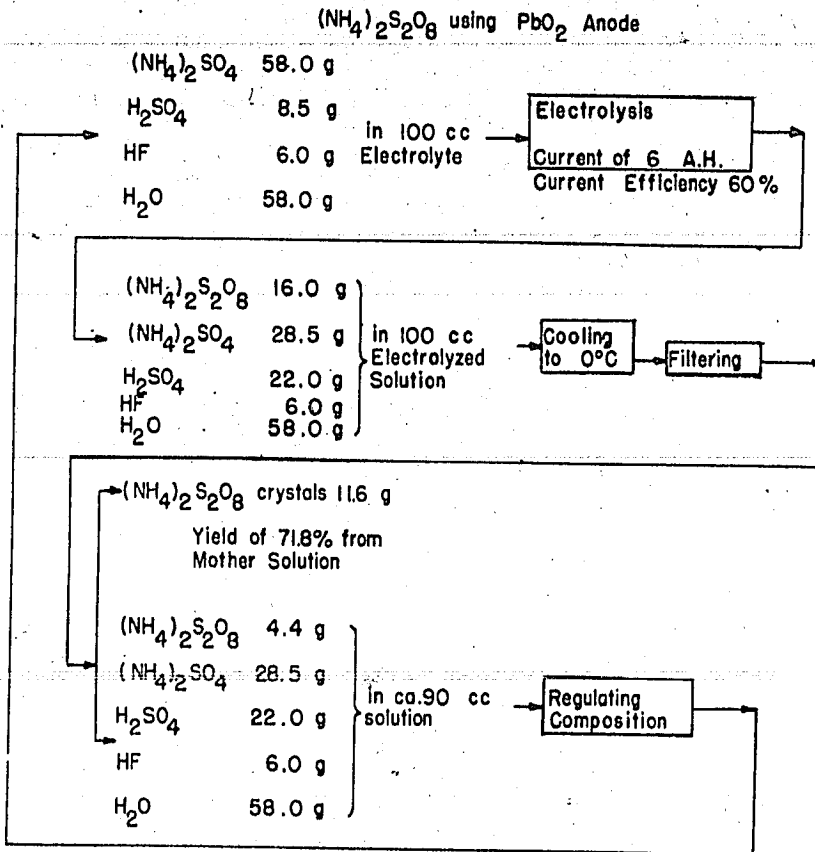 (NH4)2S2O8 using PbO2 Anode
(NH4)2SO4 58.0 g
H2SO4 8.5 g
HF 6.0 g
H2O 58.0 g
in 100 cc
Electrolyte
Electrolysis
Current of 6 A.H.
Current Efficiency 60%
(NH4)2S2O8 16.0 g
(NH4)2SO4 28.5 g
H2SO4 22.0 g
HF 6.0 g
H2O 58.0 g
in 100 cc
Electrolyzed
Solution
Cooling
to 0°C
Filtering
(NH4)2S2O8 crystals 11.6 g
Yield of 71.8% from
Mother Solution
(NH4)2S2O8 4.4 g
(NH4)2SO4 28.5 g
H2SO4 22.0 g
HF 6.0 g
H2O 58.0 g
in ca.90 cc
solution
Regulating
Composition